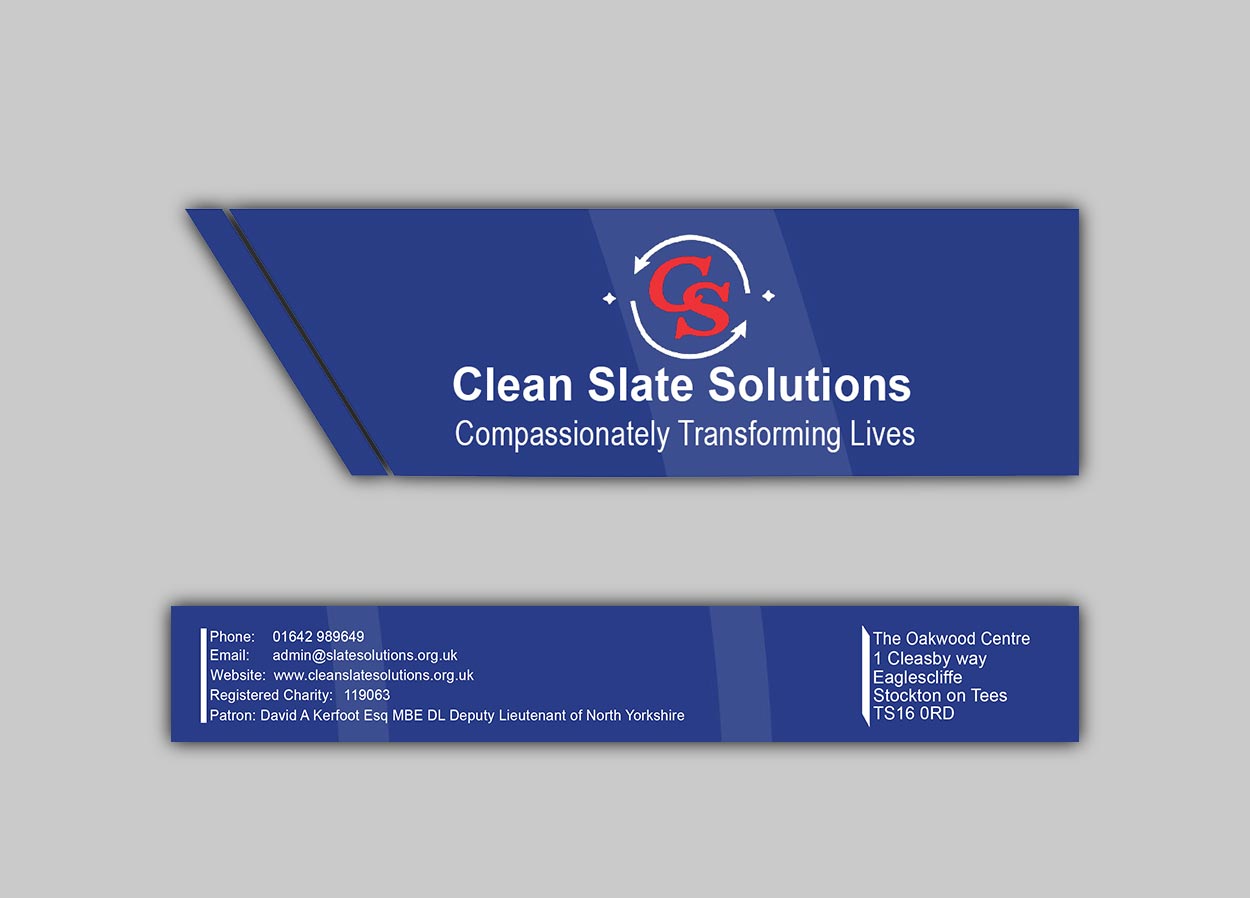 CS
Clean Slate Solutions
Compassionately Transforming Lives
Phone: 01642 989649
Email: admin@slatesolutions.org.uk
Website: www.cleanslatesolutions.org.uk
Registered Charity: 119063
Patron: David A Kerfoot Esq MBE DL Deputy Lieutenant of North Yorkshire
The Oakwood Centre
1 Cleasby way
Eaglescliffe
Stockton on Tees
TS16 0RD